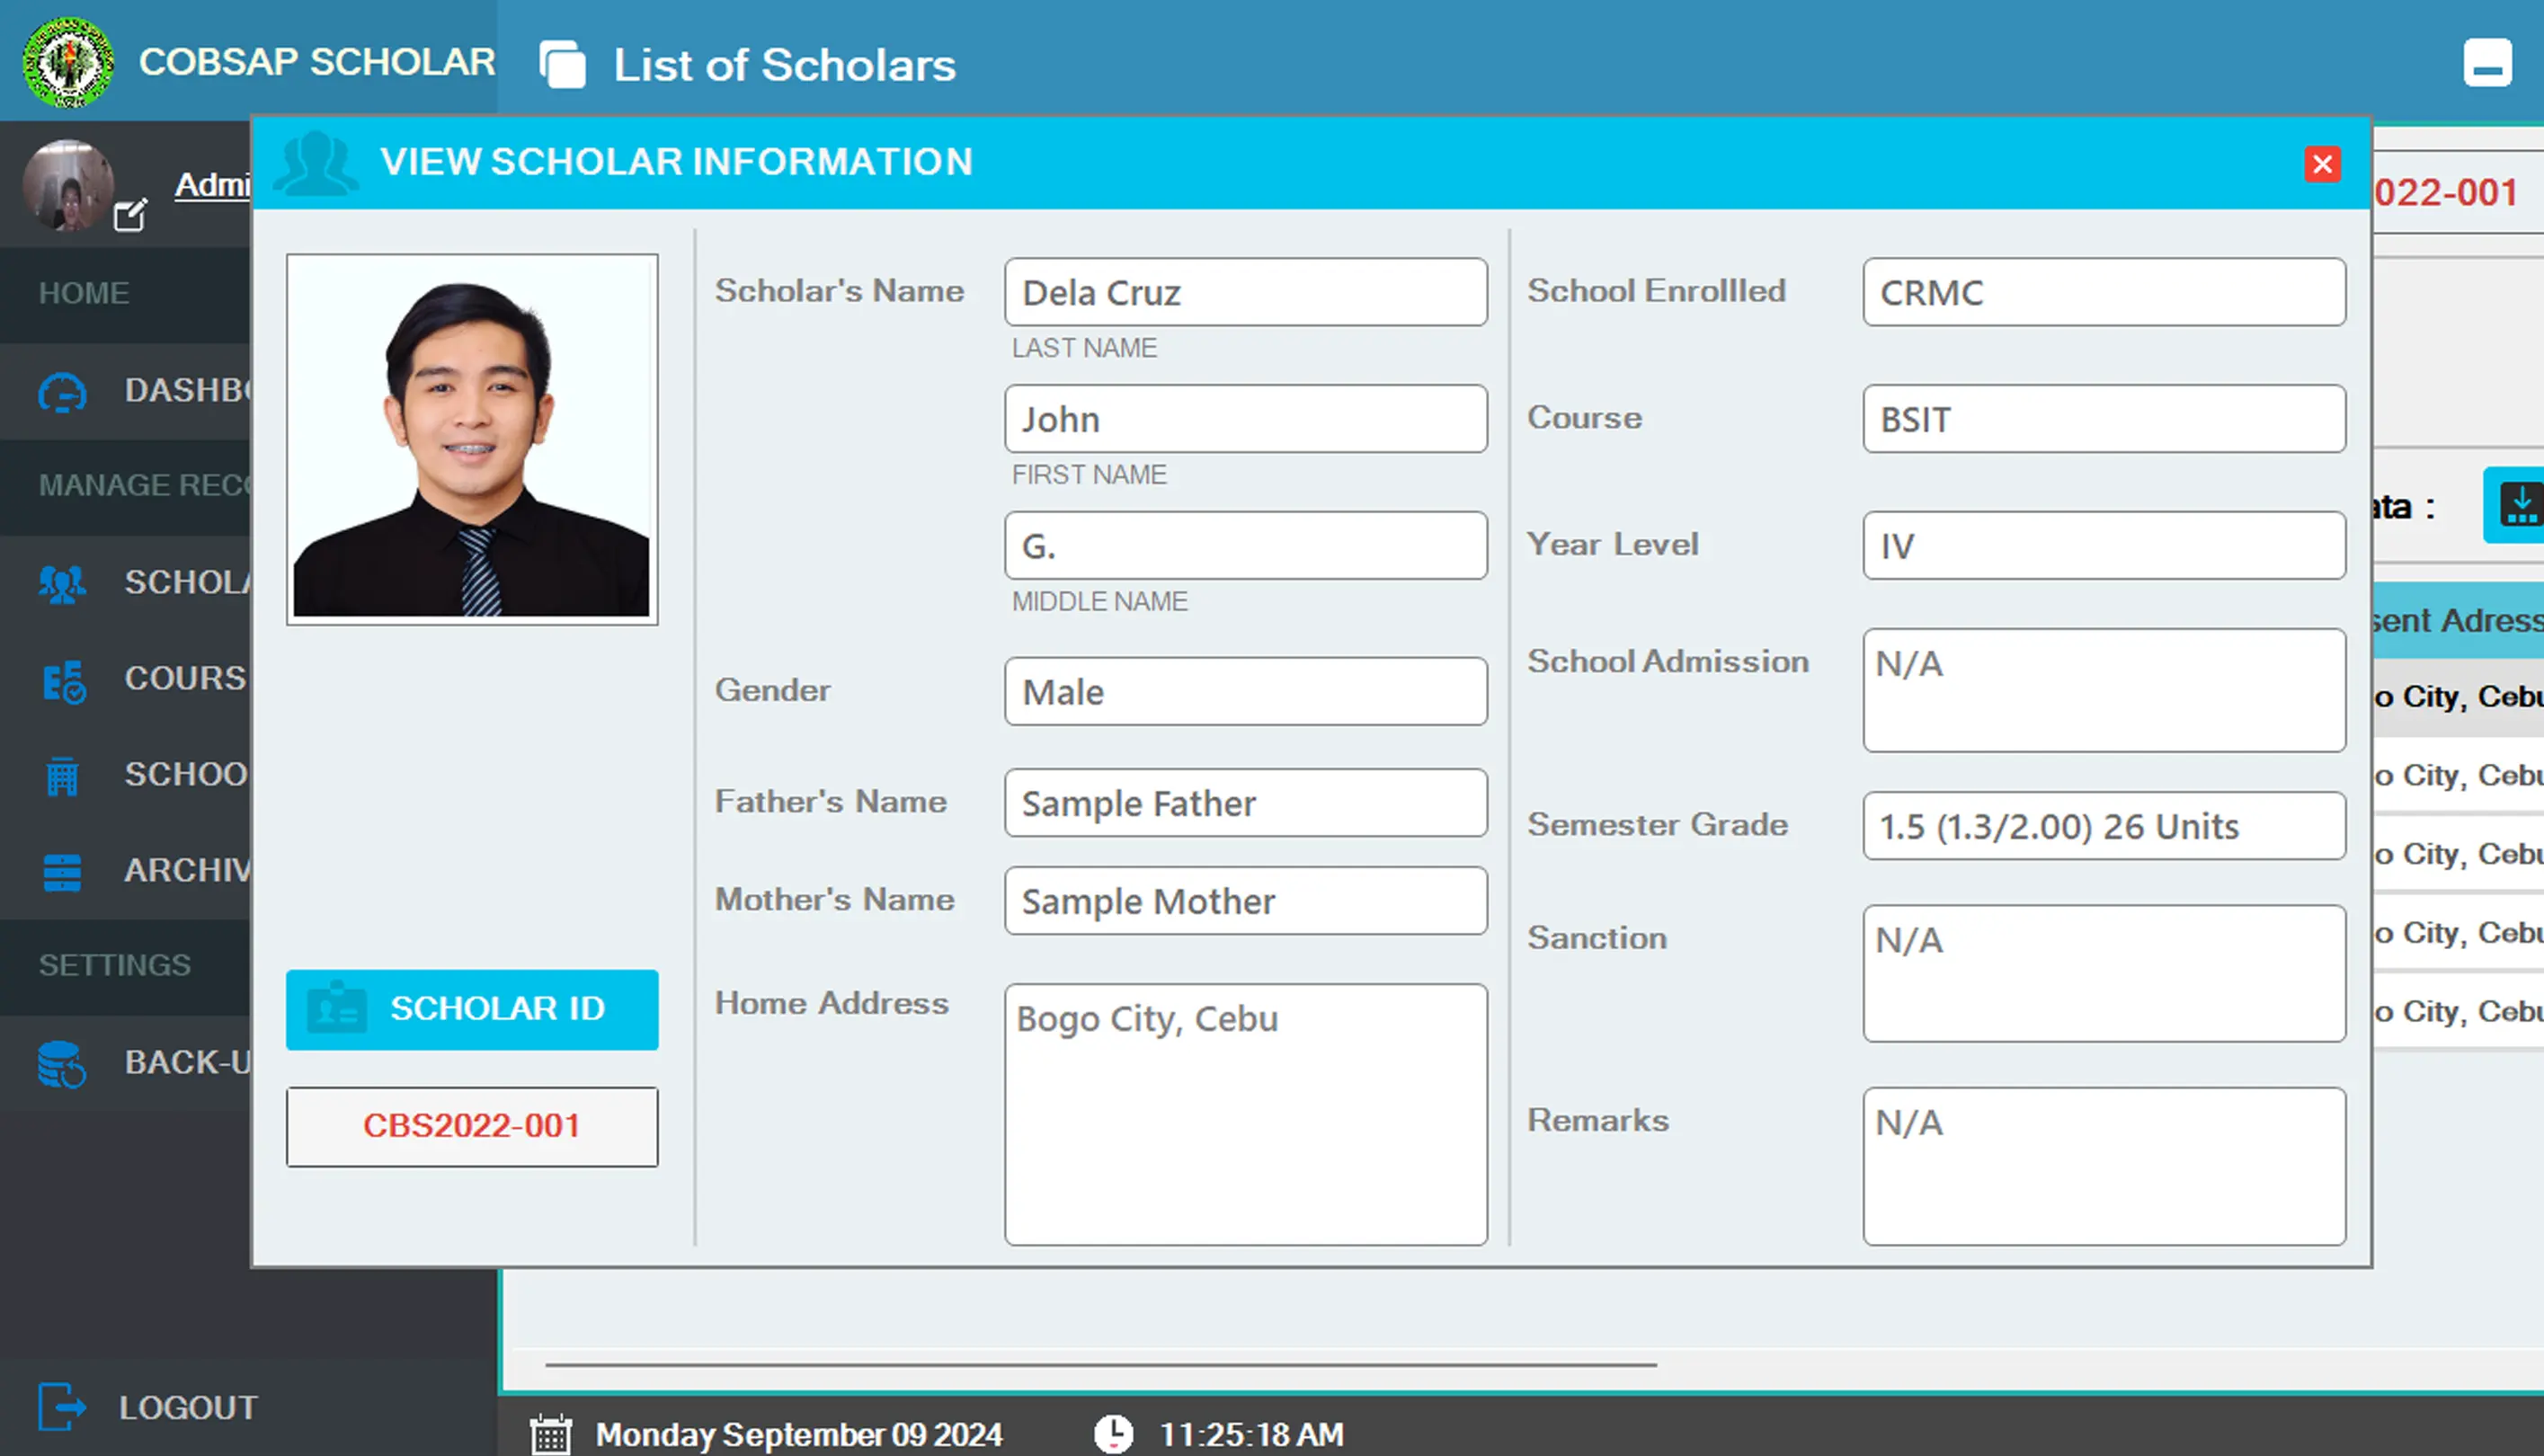 COBSAP SCHOLAR
List of Scholars
Admi
VIEW SCHOLAR INFORMATION
022-001
HOME
DASHBO
MANAGE RECO
SCHOLA
COURS
SCHOO
ARCHIV
SETTINGS
BACK-U
LOGOUT
SCHOLAR ID
CBS2022-001
Scholar's Name
Dela Cruz
LAST NAME
John
FIRST NAME
G.
MIDDLE NAME
Gender
Male
Father's Name
Sample Father
Mother's Name
Sample Mother
Home Address
Bogo City, Cebu
School Enrollled
CRMC
Course
BSIT
Year Level
IV
School Admission
N/A
Semester Grade
1.5 (1.3/2.00) 26 Units
Sanction
N/A
Remarks
N/A
ata :
sent Adress
o City, Cebu
o City, Cebu
o City, Cebu
o City, Cebu
o City, Cebu
Monday September 09 2024
11:25:18 AM